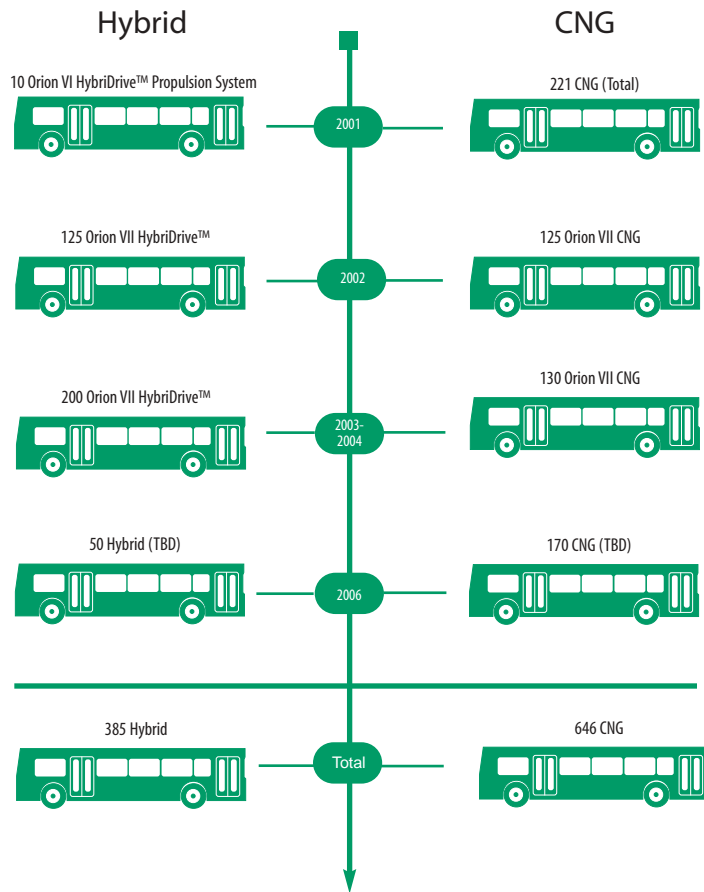 Hybrid
CNG
10 Orion VI HybriDrive™ Propulsion System
221 CNG (Total)
2001
125 Orion VII HybriDrive™
125 Orion VII CNG
2002
200 Orion VII HybriDrive™
130 Orion VII CNG
2003-
2004
50 Hybrid (TBD)
170 CNG (TBD)
2006
385 Hybrid
646 CNG
Total